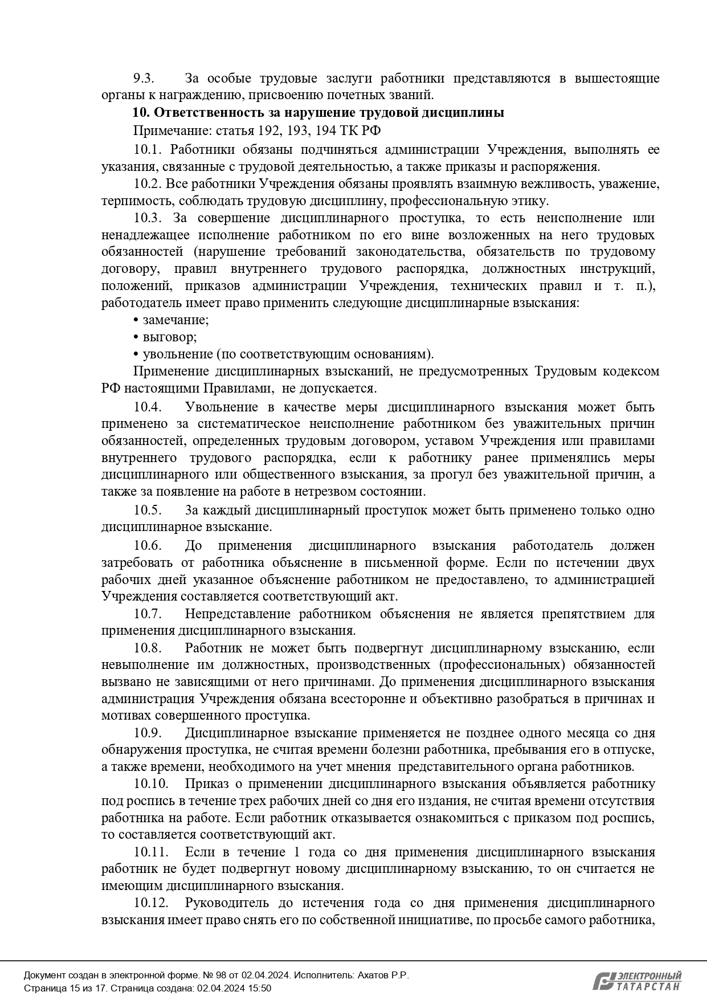 9.3. За особые трудовые заслуги работники представляются в вышестоящие
органы к награждению, присвоению почетных званий.
10. Ответственность за нарушение трудовой дисциплины
Примечание: статья 192, 193, 194 ТК РФ
10.1. Работники обязаны подчиняться администрации Учреждения, выполнять ее
указания, связанные с трудовой деятельностью, а также приказы и распоряжения.
10.2. Все работники Учреждения обязаны проявлять взаимную вежливость, уважение,
терпимость, соблюдать трудовую дисциплину, профессиональную этику.
10.3. За совершение дисциплинарного проступка, то есть неисполнение или
ненадлежащее исполнение работником по его вине возложенных на него трудовых
обязанностей (нарушение требований законодательства, обязательств по трудовому
договору, правил внутреннего трудового распорядка, должностных инструкций,
положений, приказов администрации Учреждения, технических правил и т. п.),
работодатель имеет право применить следующие дисциплинарные взыскания:
• замечание;
• выговор;
• увольнение (по соответствующим основаниям).
Применение дисциплинарных взысканий, не предусмотренных Трудовым кодексом
РФ настоящими Правилами, не допускается.
10.4. Увольнение в качестве меры дисциплинарного взыскания может быть
применено за систематическое неисполнение работником без уважительных причин
обязанностей, определенных трудовым договором, уставом Учреждения или правилами
внутреннего трудового распорядка, если к работнику ранее применялись меры
дисциплинарного или общественного взыскания, за прогул без уважительной причин, а
также за появление на работе в нетрезвом состоянии.
10.5. За каждый дисциплинарный проступок может быть применено только одно
дисциплинарное взыскание.
10.6. До применения дисциплинарного взыскания работодатель должен
затребовать от работника объяснение в письменной форме. Если по истечении двух
рабочих дней указанное объяснение работником не предоставлено, то администрацией
Учреждения составляется соответствующий акт.
10.7. Непредставление работником объяснения не является препятствием для
применения дисциплинарного взыскания.
10.8. Работник не может быть подвергнут дисциплинарному взысканию, если
невыполнение им должностных, производственных (профессиональных) обязанностей
вызвано не зависящими от него причинами. До применения дисциплинарного взыскания
администрация Учреждения обязана всесторонне и объективно разобраться в причинах и
мотивах совершенного проступка.
10.9. Дисциплинарное взыскание применяется не позднее одного месяца со дня
обнаружения проступка, не считая времени болезни работника, пребывания его в отпуске,
а также времени, необходимого на учет мнения представительного органа работников.
10.10. Приказ о применении дисциплинарного взыскания объявляется работнику
под роспись в течение трех рабочих дней со дня его издания, не считая времени отсутствия
работника на работе. Если работник отказывается ознакомиться с приказом под роспись,
то составляется соответствующий акт.
10.11. Если в течение 1 года со дня применения дисциплинарного взыскания
работник не будет подвергнут новому дисциплинарному взысканию, то он считается не
имеющим дисциплинарного взыскания.
10.12. Руководитель до истечения года со дня применения дисциплинарного
взыскания имеет право снять его по собственной инициативе, по просьбе самого работника,
Документ создан в электронной форме. № 98 от 02.04.2024. Исполнитель: Ахатов Р.Р.
Страница 15 из 17. Страница создана: 02.04.2024 15:50
ЭЛЕКТРОННЫЙ
ТАТАРСТАН